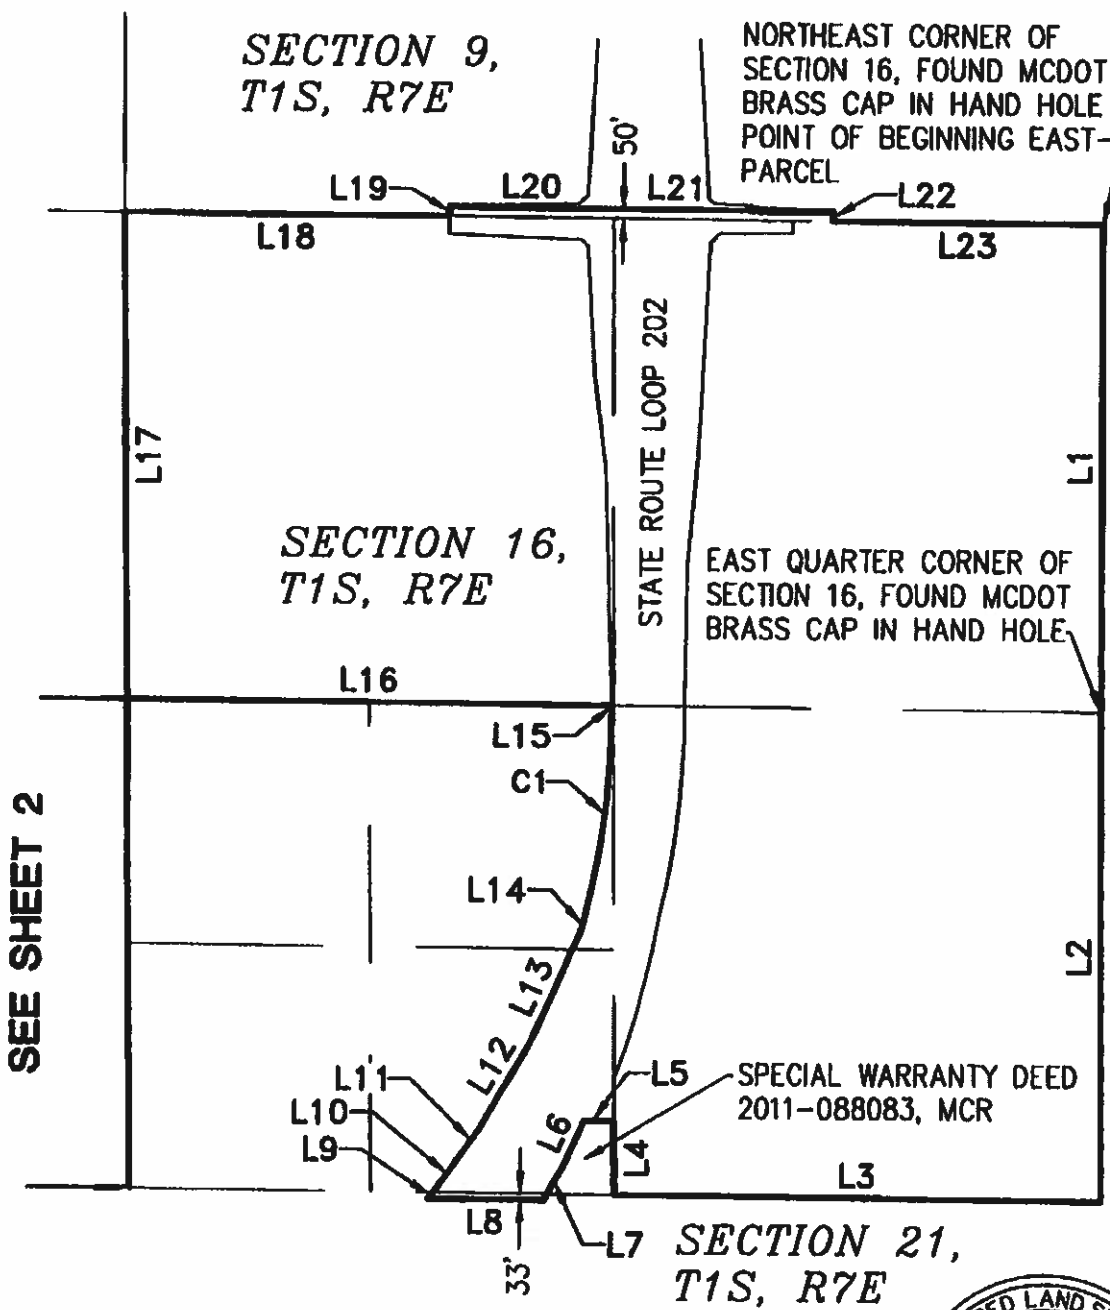 SECTION 9,
T1S, R7E
NORTHEAST CORNER OF
SECTION 16, FOUND MCDOT
BRASS CAP IN HAND HOLE
POINT OF BEGINNING EAST
PARCEL
50'
L19
L20
L21
L22
L18
L23
STATE ROUTE LOOP 202
L17
L1
SECTION 16,
T1S, R7E
EAST QUARTER CORNER OF
SECTION 16, FOUND MCDOT
BRASS CAP IN HAND HOLE
L16
L15
C1
SEE SHEET 2
L14
L13
L2
L12
L11
L10
L9
L5
SPECIAL WARRANTY DEED
2011-088083, MCR
L6
L4
L3
L8
L7
33'
SECTION 21,
T1S, R7E
LAND